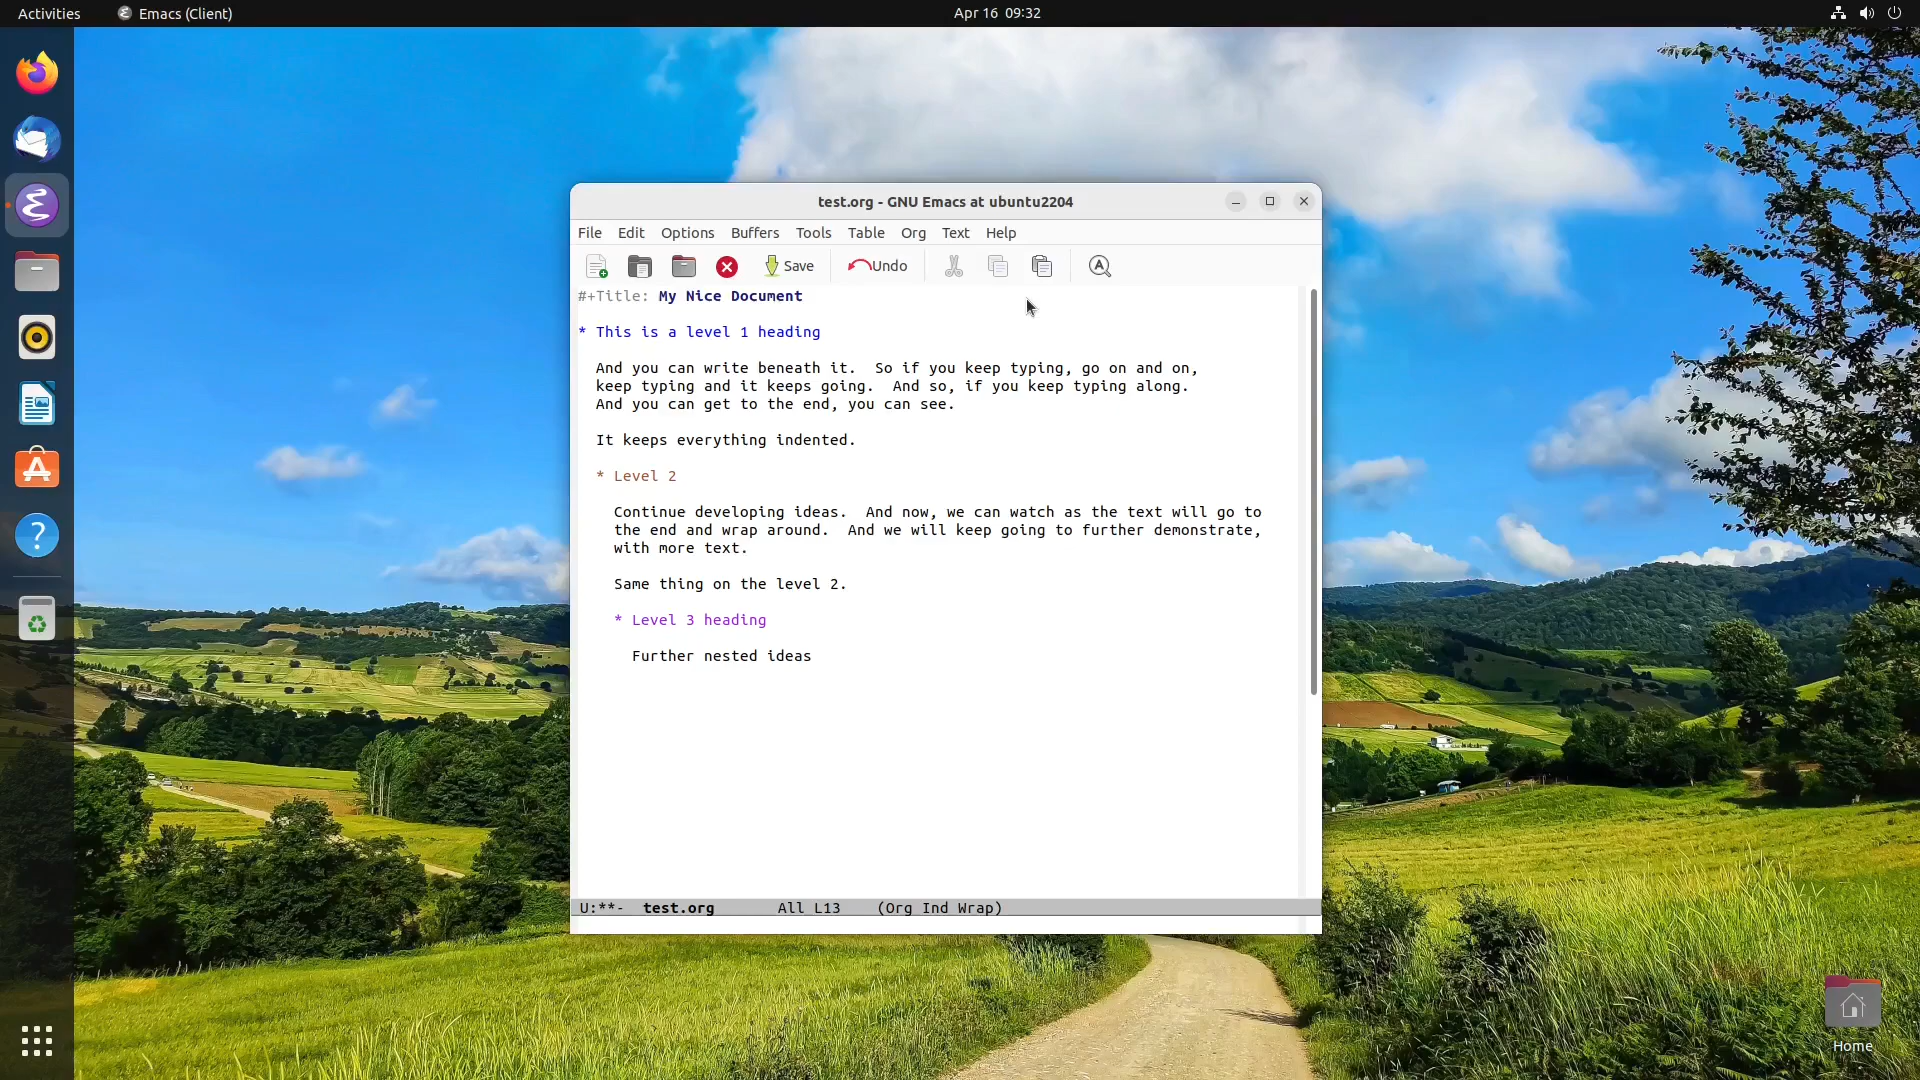 Activities
Emacs (Client)
Apr 16 09:32
test.org - GNU Emacs at ubuntu2204
File Edit Options Buffers Tools Table Org Text Help
Save Undo
#+Title: My Nice Document
* This is a level 1 heading
And you can write beneath it.  So if you keep typing, go on and on,
keep typing and it keeps going.  And so, if you keep typing along.
And you can get to the end, you can see.
It keeps everything indented.
* Level 2
Continue developing ideas.  And now, we can watch as the text will go to
the end and wrap around.  And we will keep going to further demonstrate,
with more text.
Same thing on the level 2.
* Level 3 heading
Further nested ideas
U:**-  test.org       All L13    (Org Ind Wrap)
Home